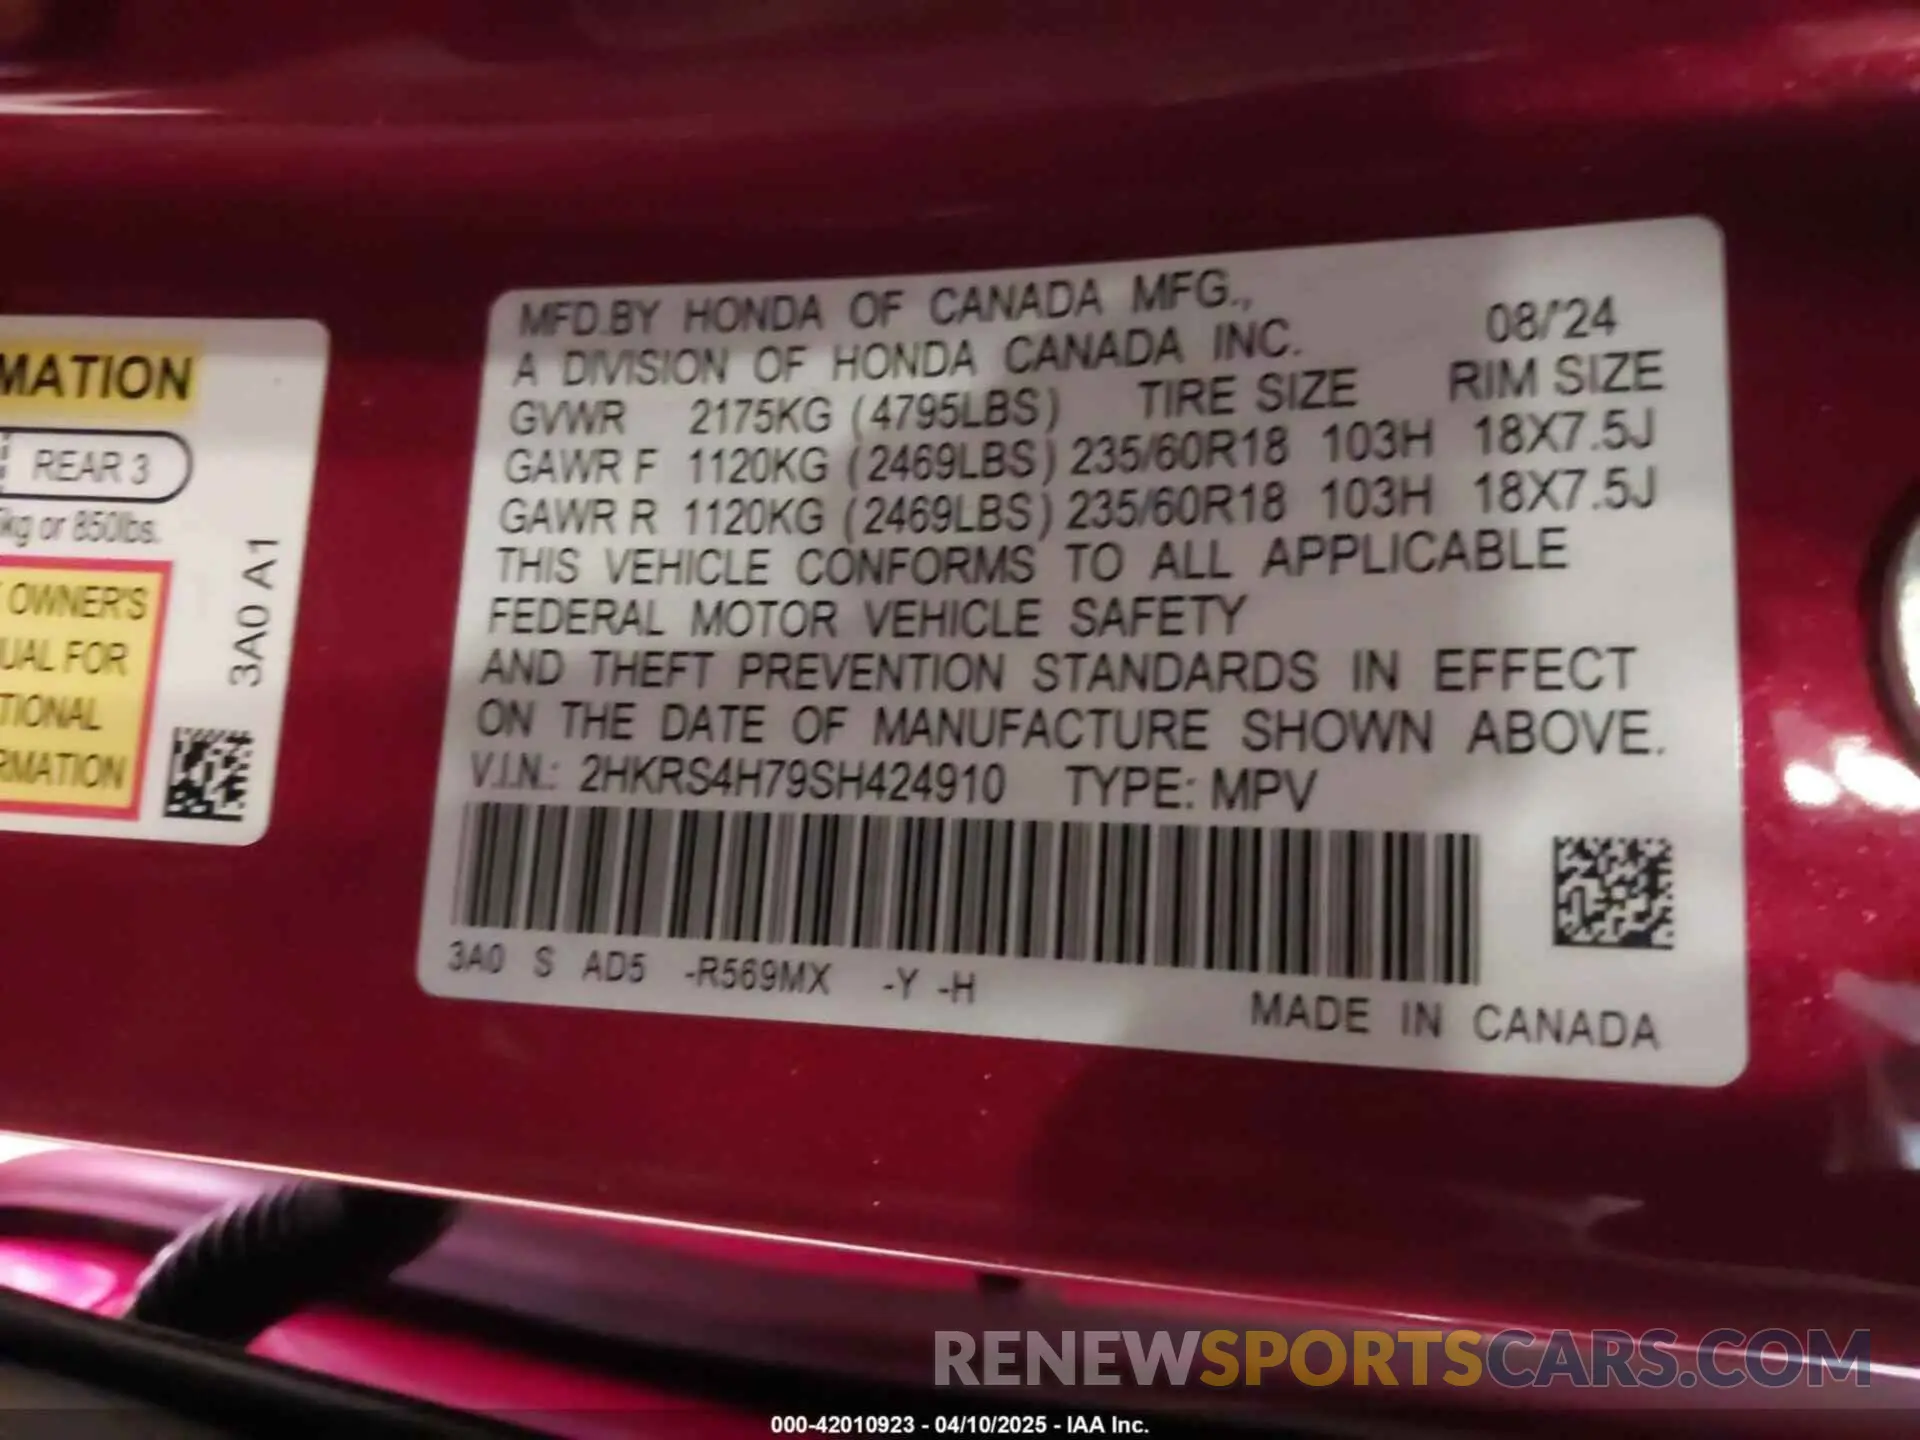 MATION
REAR 3
kg or 850lbs.
OWNER'S
UAL FOR
TIONAL
RMATION
3A0 A1
MFD.BY HONDA OF CANADA MFG.,
08/'24
A DIVISION OF HONDA CANADA INC.
GVWR 2175KG (4795LBS) TIRE SIZE RIM SIZE
GAWR F 1120KG (2469LBS) 235/60R18 103H 18X7.5J
GAWR R 1120KG (2469LBS) 235/60R18 103H 18X7.5J
THIS VEHICLE CONFORMS TO ALL APPLICABLE
FEDERAL MOTOR VEHICLE SAFETY
AND THEFT PREVENTION STANDARDS IN EFFECT
ON THE DATE OF MANUFACTURE SHOWN ABOVE.
V.I.N.: 2HKRS4H79SH424910 TYPE: MPV
3A0 S AD5 -R569MX -Y -H
MADE IN CANADA
RENEWSPORTSCARS.COM
000-42010923 - 04/10/2025 - IAA Inc.